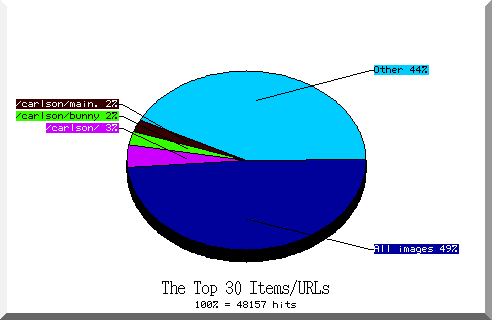 Other 44%
/carlson/main. 2%
/carlson/bunny 2%
/carlson/ 3%
All images 49%
The Top 30 Items/URLs
100% = 48157 hits